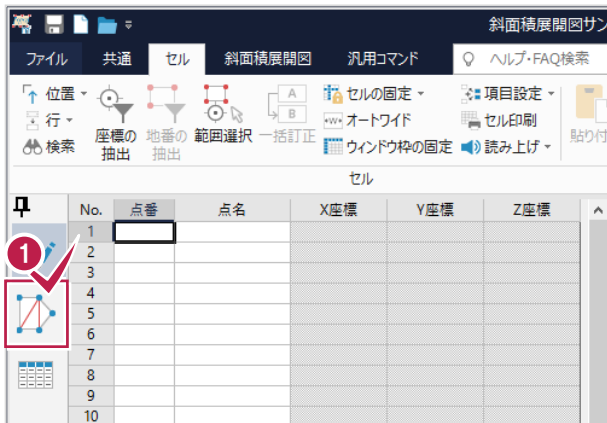 斜面積展開図サン
ファイル 共通 セル 斜面積展開図 汎用コマンド ヘルプ・FAQ検索
位置 座標の抽出 地番の抽出 範囲選択 A B 一括訂正 セルの固定 項目設定 貼り付
行 オートワイド セル印刷
検索 ウィンドウ枠の固定 読み上げ
セル
No. 点番 点名 X座標 Y座標 Z座標
1
2
1
3
4
5
6
7
8
9
10